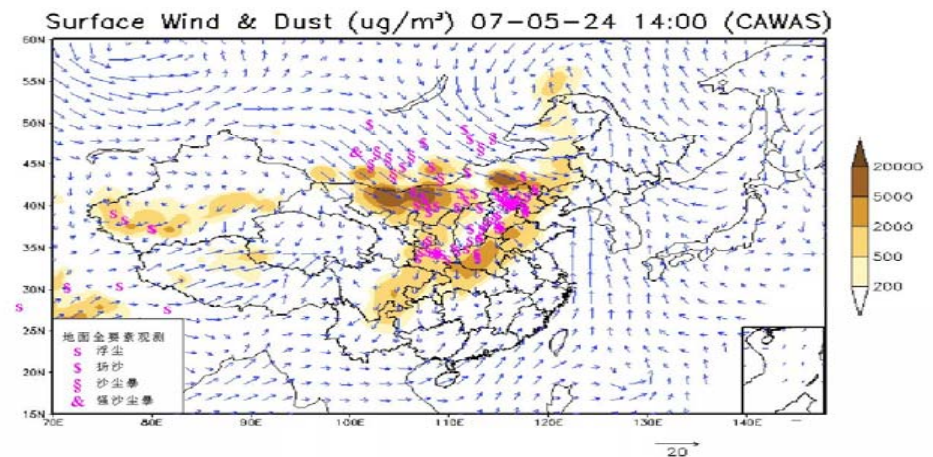 Surface Wind & Dust (ug/m³) 07-05-24 14:00 (CAWAS)
60N
55N
50N
45N
40N
35N
30N
25N
20N
15N
70E 80E 90E 100E 110E 120E 130E 140E
地面全要素观测
S 浮尘
$ 扬沙
§ 沙尘暴
& 强沙尘暴
20000
5000
2000
500
200
20